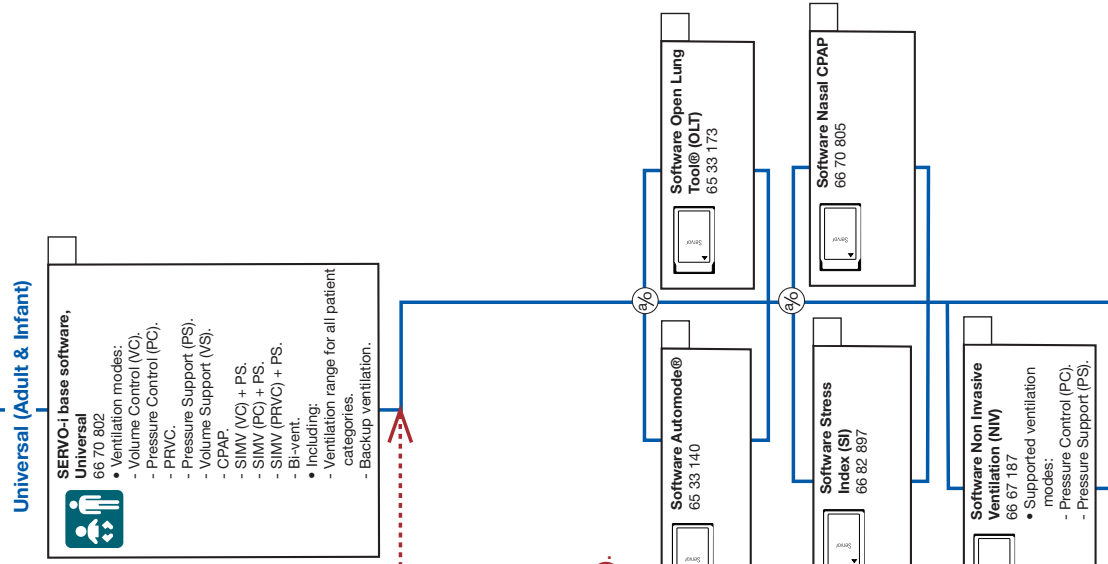 Universal (Adult & Infant)
SERVO-i base software,
Universal
66 70 802
• Ventilation modes:
- Volume Control (VC).
- Pressure Control (PC).
- PRVC.
- Pressure Support (PS).
- Volume Support (VS).
- CPAP.
- SIMV (VC) + PS.
- SIMV (PC) + PS.
- SIMV (PRVC) + PS.
- Bi-vent.
• Including:
- Ventilation range for all patient
categories.
- Backup ventilation.
a/o
Software Automode®
65 33 140
Servo i
Software Open Lung
Tool® (OLT)
65 33 173
Servo i
a/o
Software Stress
Index (SI)
66 82 897
Servo i
Software Nasal CPAP
66 70 805
Servo i
Software Non Invasive
Ventilation (NIV)
66 67 187
• Supported ventilation
modes:
- Pressure Control (PC).
- Pressure Support (PS).